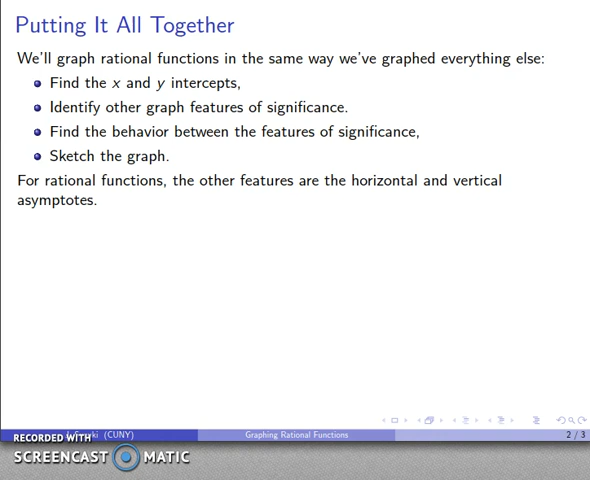 Putting It All Together
We'll graph rational functions in the same way we've graphed everything else:
Find the x and y intercepts,
Identify other graph features of significance.
Find the behavior between the features of significance,
Sketch the graph.
For rational functions, the other features are the horizontal and vertical
asymptotes.
(CUNY) Graphing Rational Functions 2 / 3
RECORDED WITH
SCREENCAST MATIC